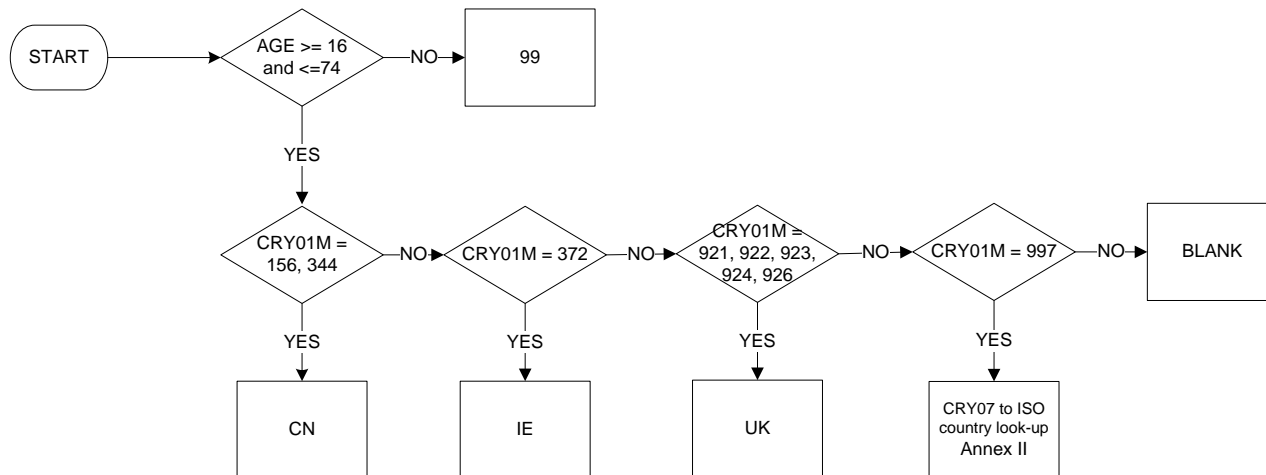 START
AGE >= 16
and <=74
NO
99
YES
CRY01M =
156, 344
NO
CRY01M = 372
NO
CRY01M =
921, 922, 923,
924, 926
NO
CRY01M = 997
NO
BLANK
YES
YES
YES
YES
CN
IE
UK
CRY07 to ISO
country look-up
Annex II